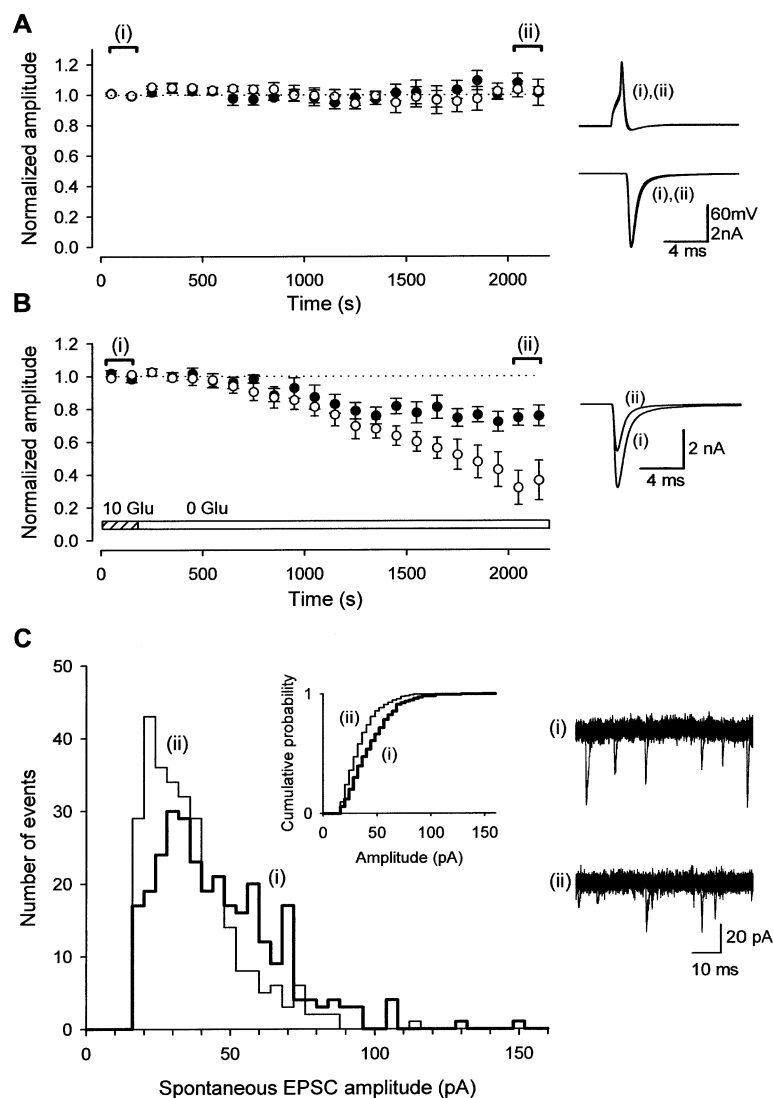 A
(i)
(ii)
Normalized amplitude
1.2
1.0
0.8
0.6
0.4
0.2
0.0
0
500
1000
1500
2000
Time (s)
(i),(ii)
(i),(ii)
60mV
2nA
4 ms
B
(i)
(ii)
Normalized amplitude
1.2
1.0
0.8
0.6
0.4
0.2
0.0
10 Glu
0 Glu
0
500
1000
1500
2000
Time (s)
(ii)
(i)
2 nA
4 ms
C
Number of events
50
40
30
20
10
0
(ii)
(i)
0
50
100
150
Spontaneous EPSC amplitude (pA)
Cumulative probability
1
0
(ii)
(i)
0
50
100
150
Amplitude (pA)
(i)
(ii)
20 pA
10 ms